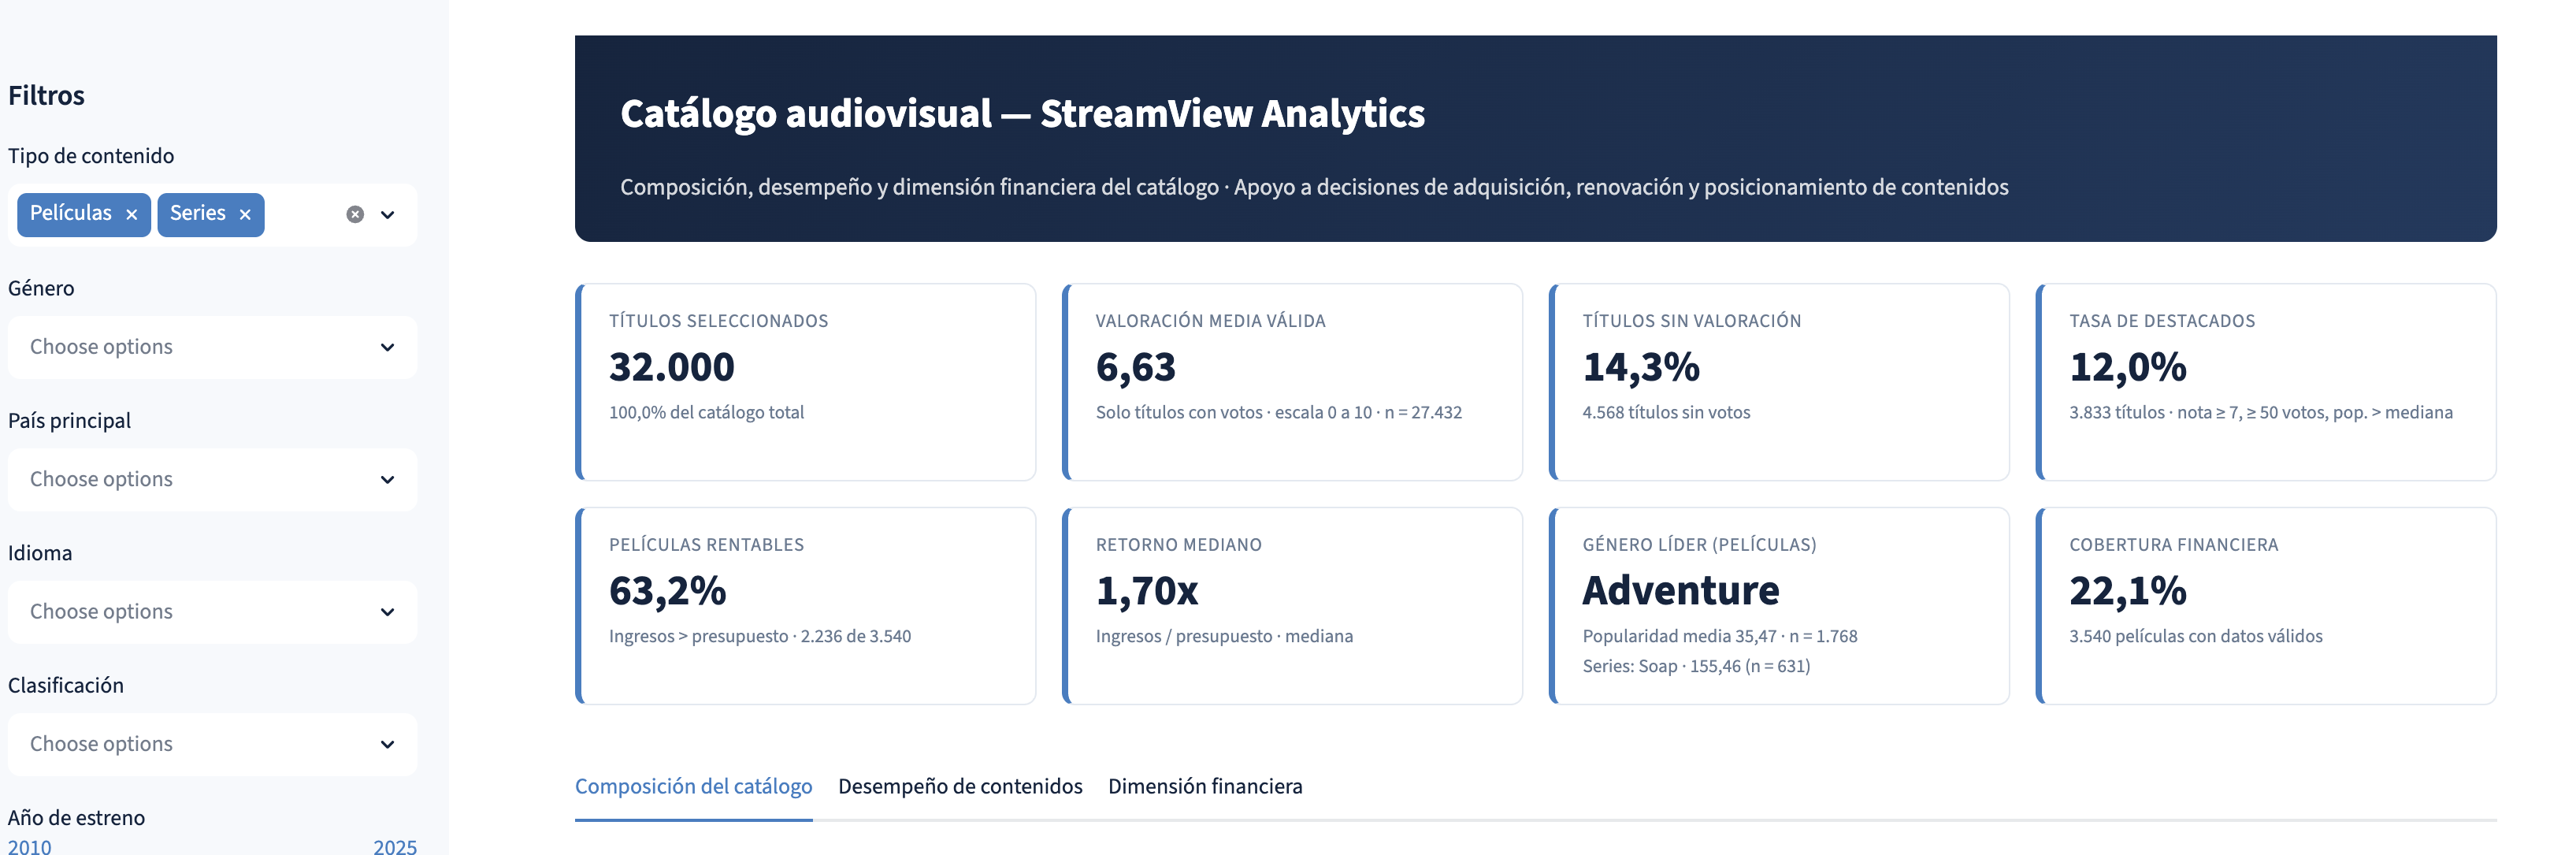 Filtros
Tipo de contenido
Películas × Series ×
Género
Choose options
País principal
Choose options
Idioma
Choose options
Clasificación
Choose options
Año de estreno
2010 2025
Catálogo audiovisual — StreamView Analytics
Composición, desempeño y dimensión financiera del catálogo · Apoyo a decisiones de adquisición, renovación y posicionamiento de contenidos
TÍTULOS SELECCIONADOS
32.000
100,0% del catálogo total
VALORACIÓN MEDIA VÁLIDA
6,63
Solo títulos con votos · escala 0 a 10 · n = 27.432
TÍTULOS SIN VALORACIÓN
14,3%
4.568 títulos sin votos
TASA DE DESTACADOS
12,0%
3.833 títulos · nota ≥ 7, ≥ 50 votos, pop. > mediana
PELÍCULAS RENTABLES
63,2%
Ingresos > presupuesto · 2.236 de 3.540
RETORNO MEDIANO
1,70x
Ingresos / presupuesto · mediana
GÉNERO LÍDER (PELÍCULAS)
Adventure
Popularidad media 35,47 · n = 1.768
Series: Soap · 155,46 (n = 631)
COBERTURA FINANCIERA
22,1%
3.540 películas con datos válidos
Composición del catálogo Desempeño de contenidos Dimensión financiera